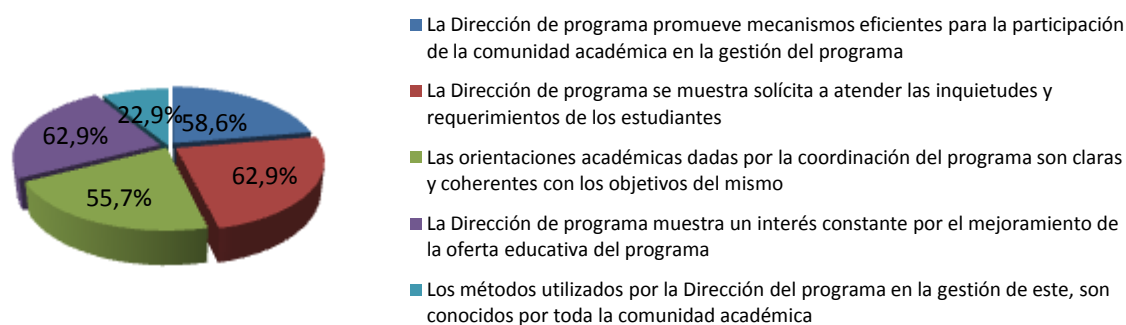 22,9%
58,6%
62,9%
62,9%
55,7%
La Dirección de programa promueve mecanismos eficientes para la participación
de la comunidad académica en la gestión del programa
La Dirección de programa se muestra solícita a atender las inquietudes y
requerimientos de los estudiantes
Las orientaciones académicas dadas por la coordinación del programa son claras
y coherentes con los objetivos del mismo
La Dirección de programa muestra un interés constante por el mejoramiento de
la oferta educativa del programa
Los métodos utilizados por la Dirección del programa en la gestión de este, son
conocidos por toda la comunidad académica